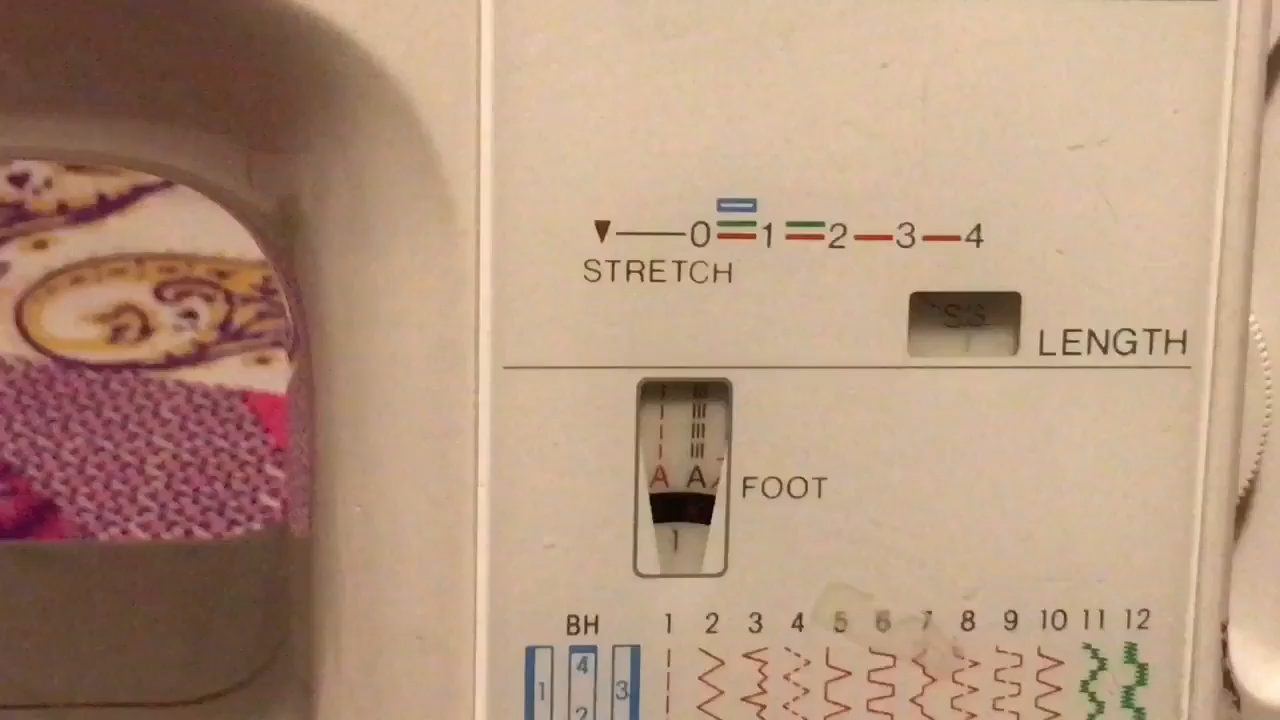 0 1 2 3 4
STRETCH
S.S.
LENGTH
A A
FOOT
1
BH 1 2 3 4 5 6 7 8 9 10 11 12
4
1 3
2